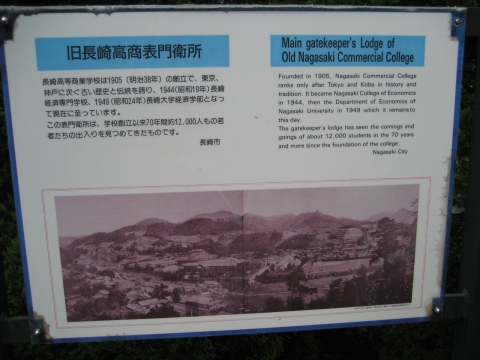 旧長崎高商表門衛所
長崎高等商業学校は1905（明治38年）の創立で、東京、
神戸に次ぐ古い歴史と伝統を誇り、1944(昭和19年)長崎
経済専門学校、1949（昭和24年)長崎大学経済学部となっ
て現在に至っています。
この表門衛所は、学校創立以来70年間約12,000人もの若
者たちの出入りを見つめてきたものです。
長崎市
Main gatekeeper's Lodge of
Old Nagasaki Commercial College
Founded in 1905, Nagasaki Commercial College
ranks only after Tokyo and Kobe in history and
tradition. It became Nagasaki College of Economics
in 1944, then the Department of Economics of
Nagasaki University in 1949 which it remains to
this day.
The gatekeeper's lodge has seen the comings and
goings of about 12,000 students in the 70 years
and more since the foundation of the college.
Nagasaki City